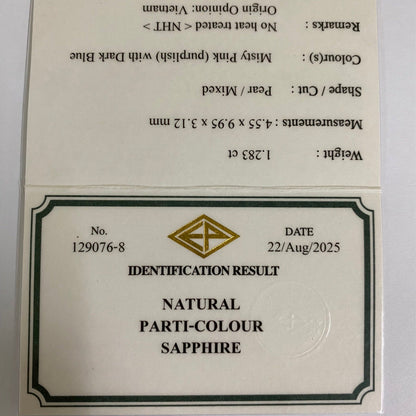 Weight : 1.283 ct
Measurements : 4.55 x 9.95 x 3.12 mm
Shape / Cut : Pear / Mixed
Colour(s) : Misty Pink (purplish) with Dark Blue
Remarks : No heat treated < NHT >
Origin Opinion: Vietnam
No.
129076-8
EP
DATE
22/Aug/2025
IDENTIFICATION RESULT
NATURAL
PARTI-COLOUR
SAPPHIRE